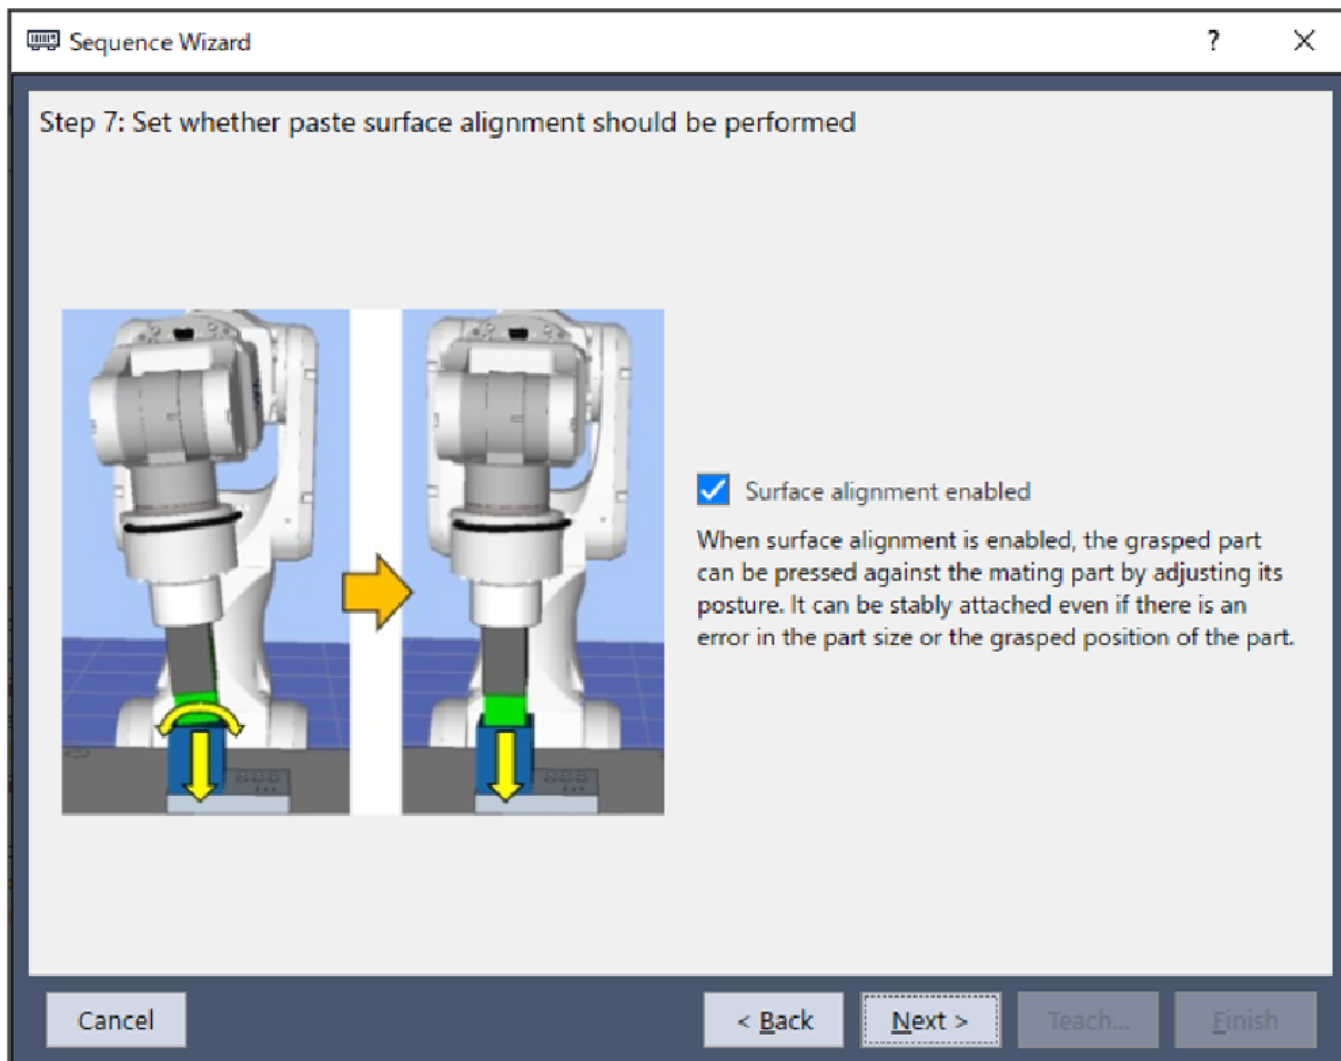 Sequence Wizard
?
Step 7: Set whether paste surface alignment should be performed
Surface alignment enabled
When surface alignment is enabled, the grasped part
can be pressed against the mating part by adjusting its
posture. It can be stably attached even if there is an
error in the part size or the grasped position of the part.
Cancel
< Back
Next >
Teach...
Finish